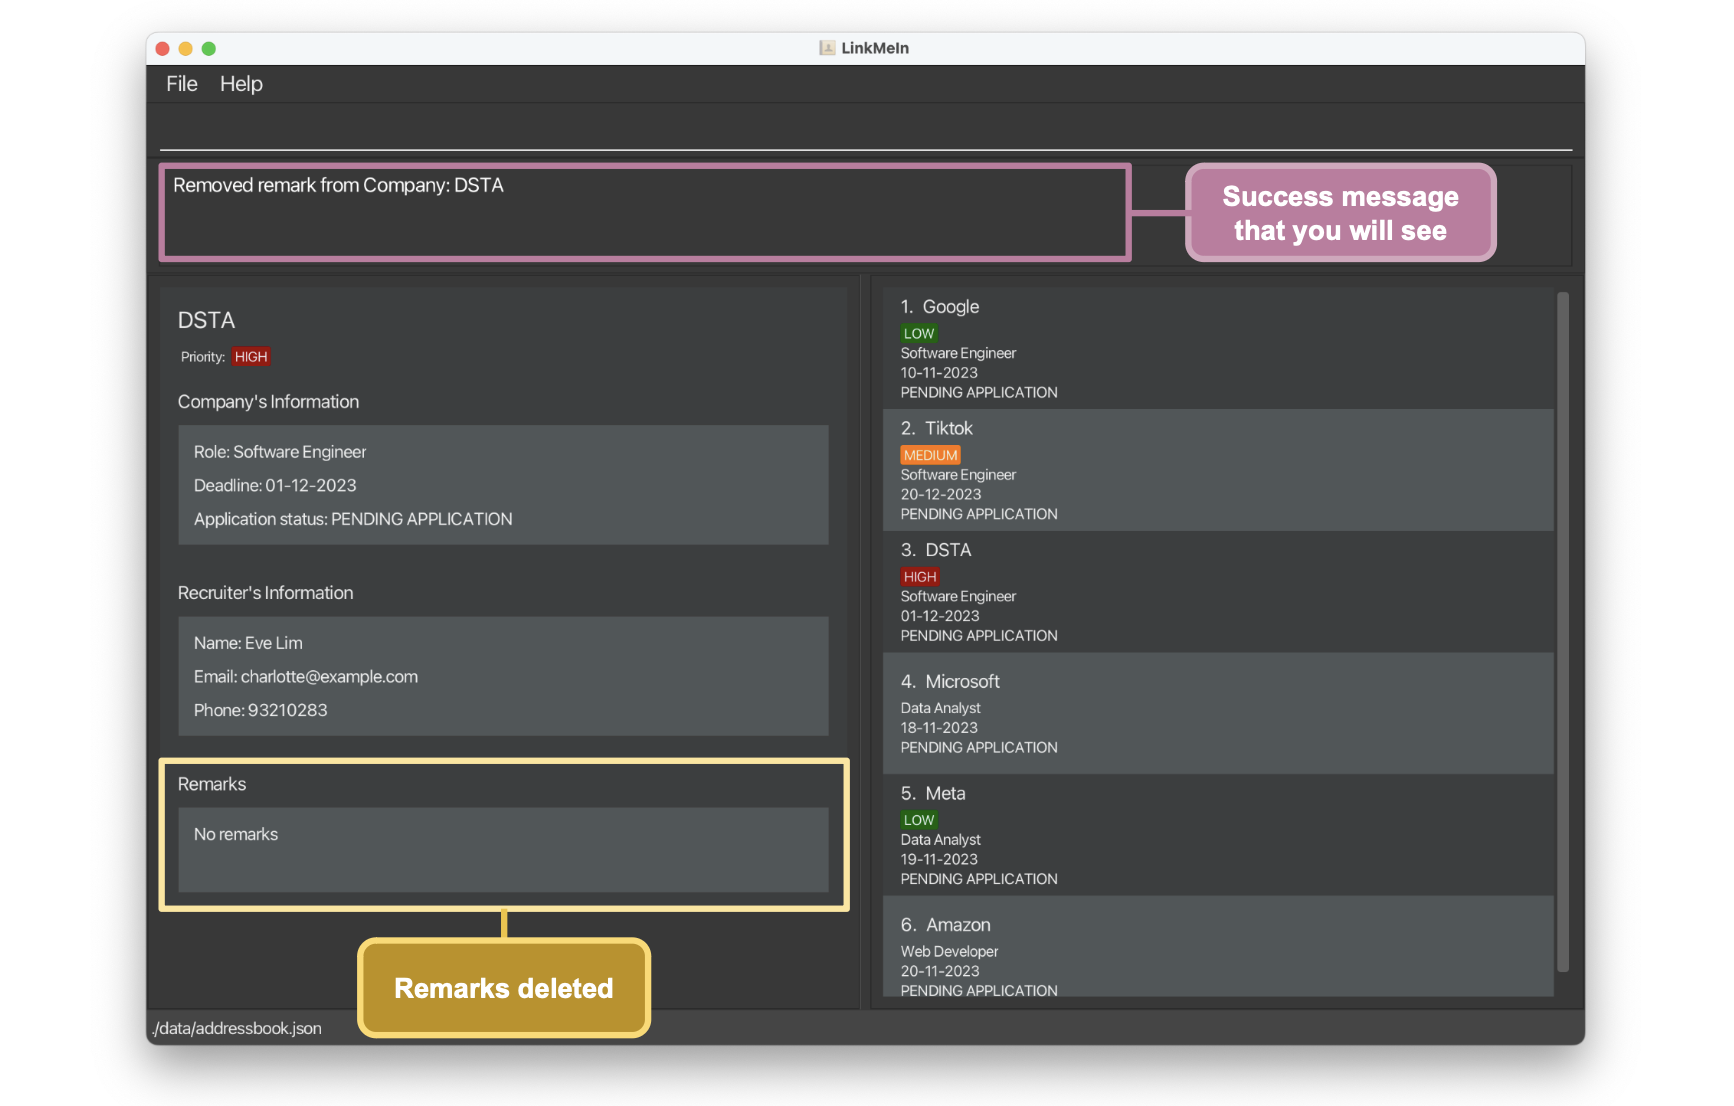 LinkMeIn
File Help
Removed remark from Company: DSTA
Success message
that you will see
DSTA
Priority: HIGH
Company's Information
Role: Software Engineer
Deadline: 01-12-2023
Application status: PENDING APPLICATION
Recruiter's Information
Name: Eve Lim
Email: charlotte@example.com
Phone: 93210283
Remarks
No remarks
Remarks deleted
1. Google
LOW
Software Engineer
10-11-2023
PENDING APPLICATION
2. Tiktok
MEDIUM
Software Engineer
20-12-2023
PENDING APPLICATION
3. DSTA
HIGH
Software Engineer
01-12-2023
PENDING APPLICATION
4. Microsoft
Data Analyst
18-11-2023
PENDING APPLICATION
5. Meta
LOW
Data Analyst
19-11-2023
PENDING APPLICATION
6. Amazon
Web Developer
20-11-2023
PENDING APPLICATION
./data/addressbook.json